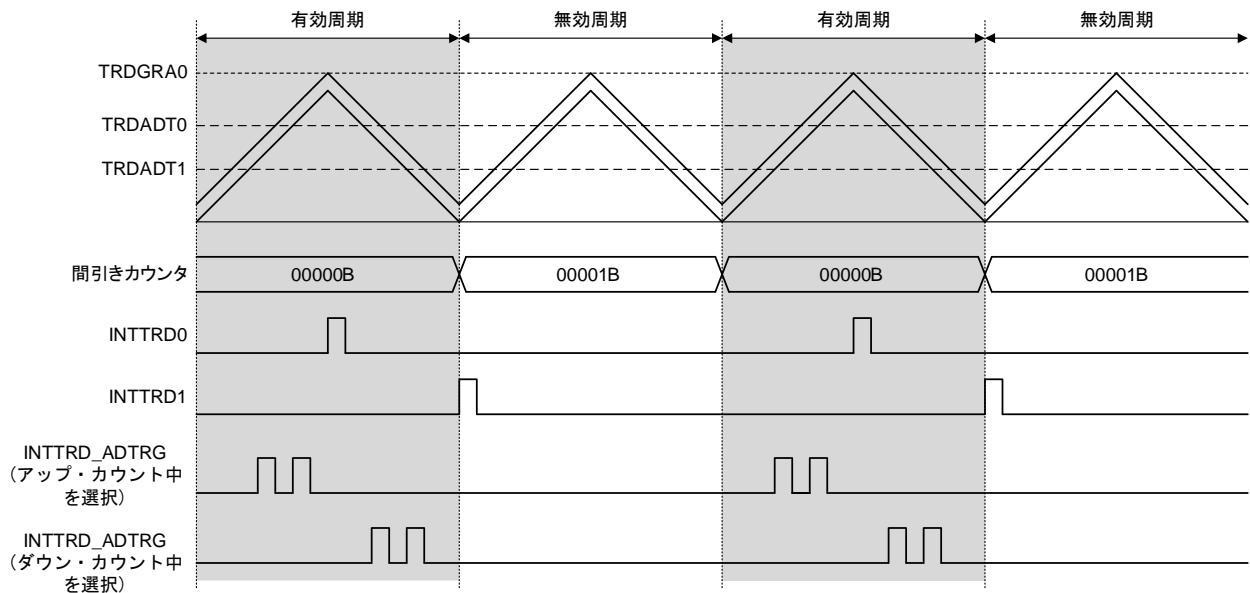 有効周期
無効周期
有効周期
無効周期
TRDGRA0
TRDADT0
TRDADT1
間引きカウンタ
00000B
00001B
00000B
00001B
INTTRD0
INTTRD1
INTTRD_ADTRG
（アップ・カウント中
を選択）
INTTRD_ADTRG
（ダウン・カウント中
を選択）